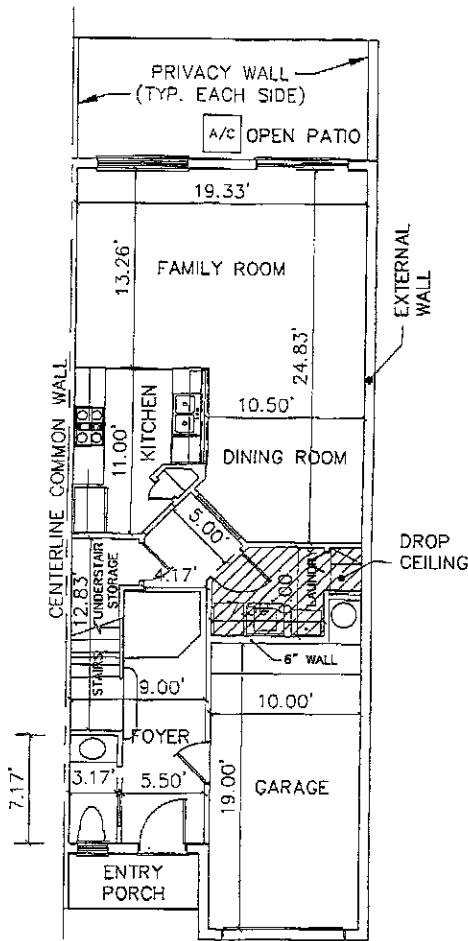 PRIVACY WALL
(TYP. EACH SIDE)
A/C
OPEN PATIO
19.33'
13.26'
FAMILY ROOM
EXTERNAL
WALL
24.83'
10.50'
KITCHEN
11.00'
DINING ROOM
CENTERLINE COMMON WALL
5.00'
DROP
CEILING
UNDERSTAIR
STORAGE
12.83
LAUNDRY
6" WALL
STAIRS
9.00'
10.00'
FOYER
7.17'
3.17'
5.50'
19.00'
GARAGE
ENTRY
PORCH